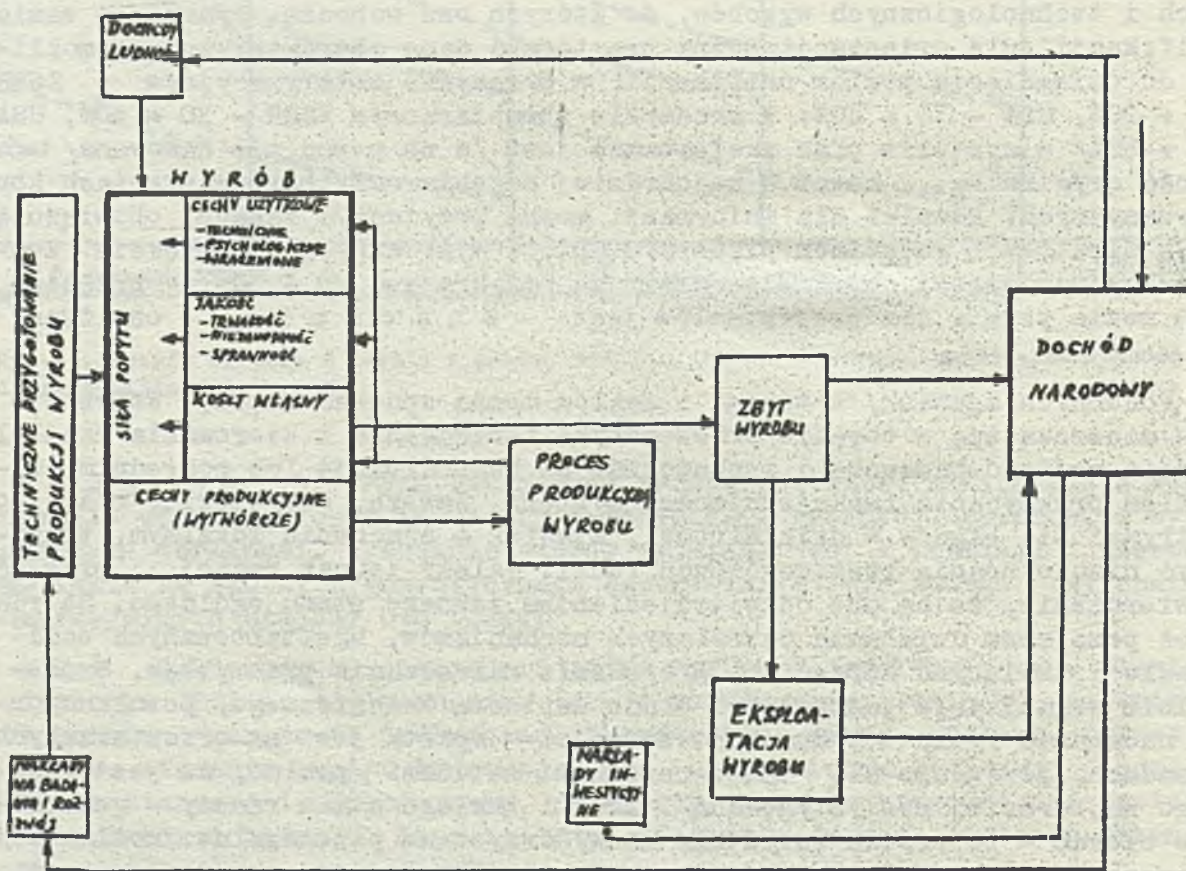 DOCHODY
LUDNOŚ
WYRÓB
CECHY UŻYTKOWE
-TECHNICZNE
-PSYCHOLOGICZNE
-WRAŻENIOWE
JAKOŚĆ
-TRWAŁOŚĆ
-NIEZAWODNOŚĆ
-SPRAWNOŚĆ
KOSZT WŁASNY
SIŁA POPYTU
CECHY PRODUKCYJNE
(WYTWÓRCZE)
TECHNICZNE PRZYGOTOWANIE
PRODUKCJI WYROBU
PROCES
PRODUKCYJNY
WYROBU
ZBYT
WYROBU
DOCHÓD
NARODOWY
EKSPLOA-
TACJA
WYROBU
NAKŁA-
DY IN-
WESTYCYJ-
NE
NAKŁADY
NA BADA-
NIA I ROZ-
WÓJ